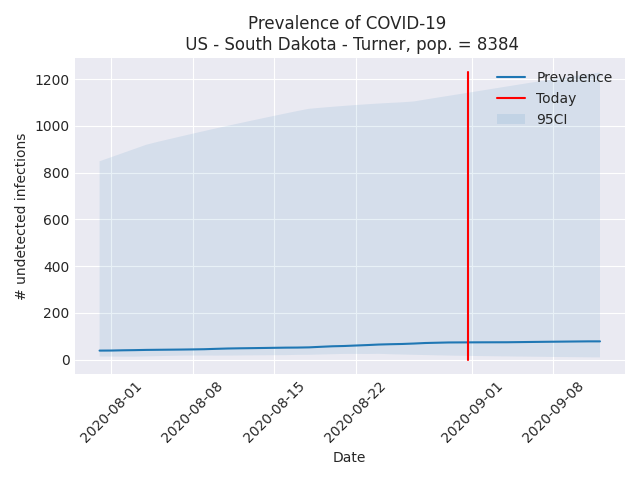 Prevalence of COVID-19
US - South Dakota - Turner, pop. = 8384
# undetected infections
1200
1000
800
600
400
200
0
Prevalence
Today
95CI
2020-08-01
2020-08-08
2020-08-15
2020-08-22
2020-09-01
2020-09-08
Date